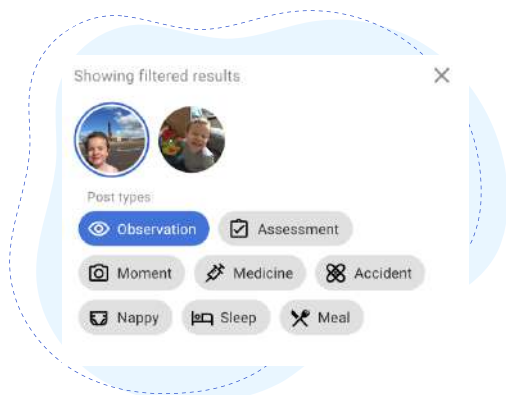 Showing filtered results
Post types
Observation Assessment
Moment Medicine Accident
Nappy Sleep Meal